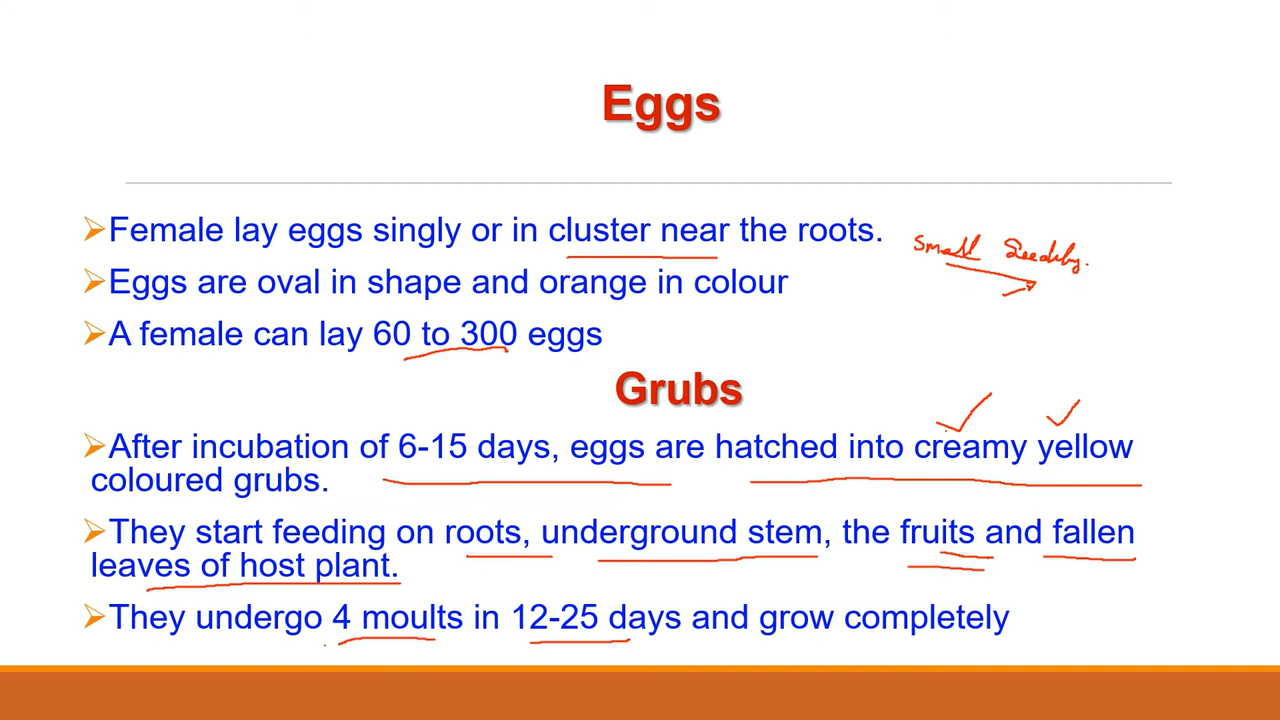 Eggs
➢Female lay eggs singly or in cluster near the roots.
Small
➢Eggs are oval in shape and orange in colour
➢A female can lay 60 to 300 eggs
Grubs
➢After incubation of 6-15 days, eggs are hatched into creamy yellow
coloured grubs.
➢They start feeding on roots, underground stem, the fruits and fallen
leaves of host plant.
➢They undergo 4 moults in 12-25 days and grow completely